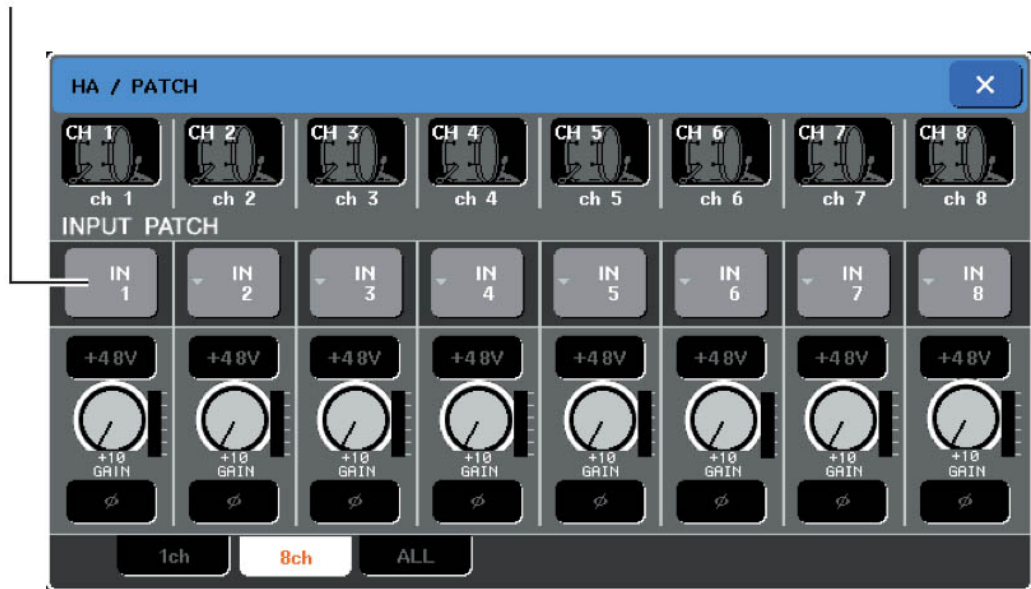 HA / PATCH
CH 1 CH 2 CH 3 CH 4 CH 5 CH 6 CH 7 CH 8
ch 1 ch 2 ch 3 ch 4 ch 5 ch 6 ch 7 ch 8
INPUT PATCH
IN IN IN IN IN IN IN IN
1 2 3 4 5 6 7 8
+48V +48V +48V +48V +48V +48V +48V +48V
+10 +10 +10 +10 +10 +10 +10 +10
GAIN GAIN GAIN GAIN GAIN GAIN GAIN GAIN
ø ø ø ø ø ø ø ø
1ch 8ch ALL